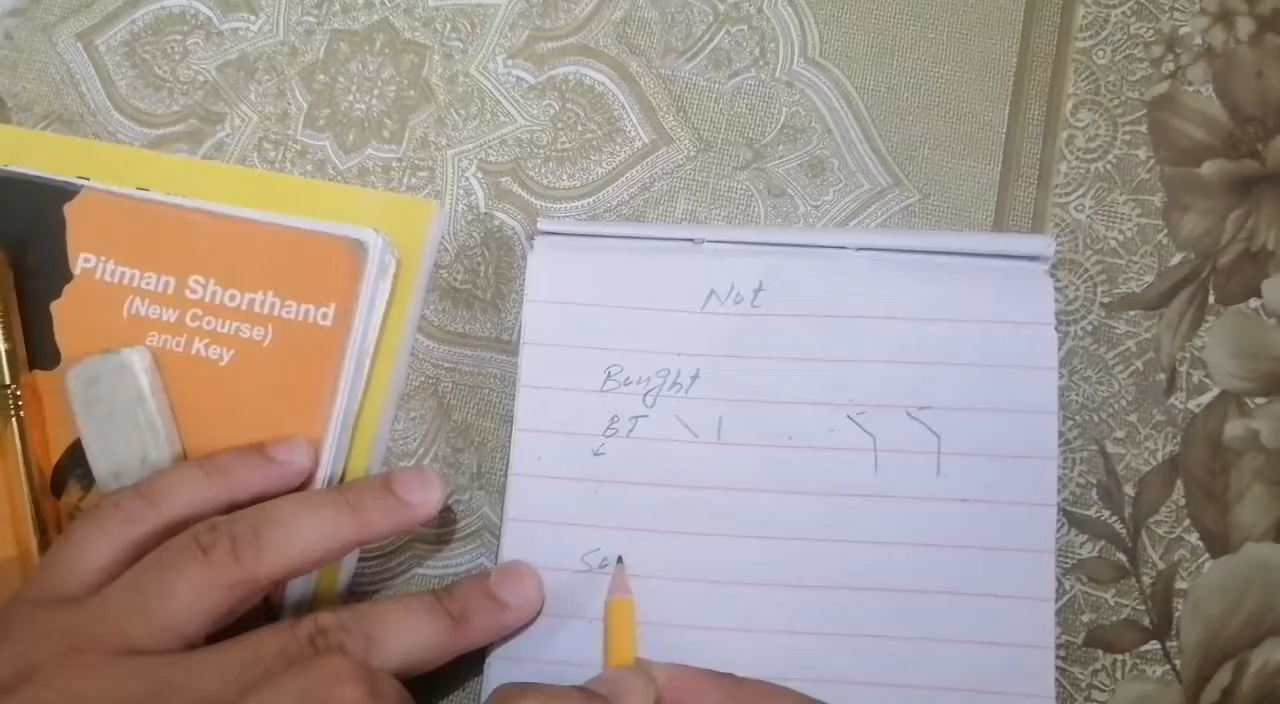 Pitman Shorthand
(New Course)
and Key
Not
Bought
BT